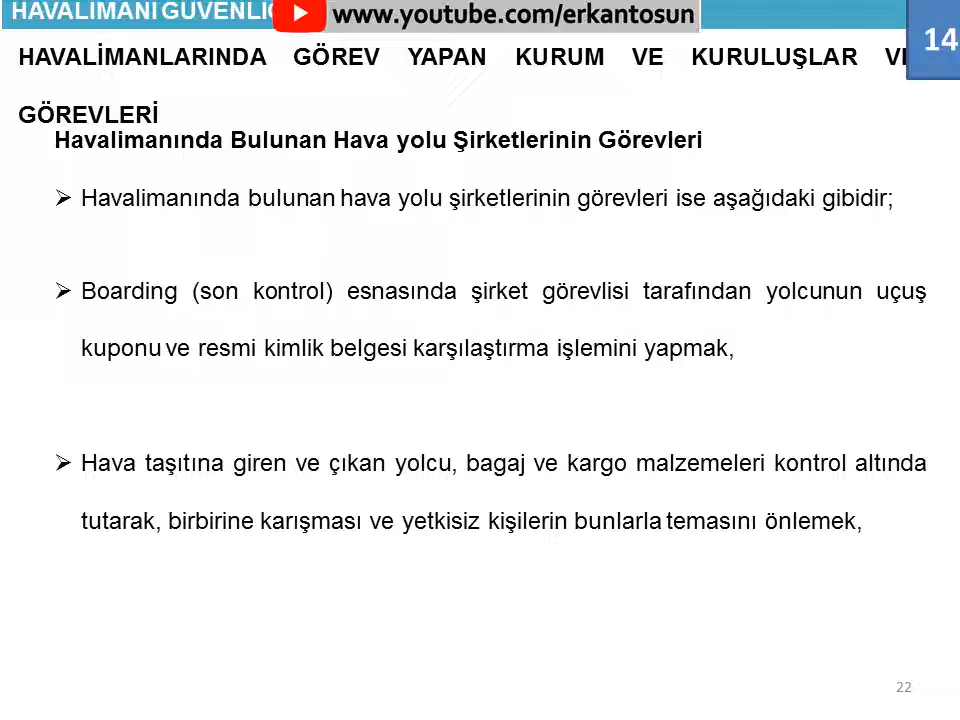 HAVALİMANI
www.youtube.com/erkantosun
14
HAVALİMANLARINDA GÖREV YAPAN KURUM VE KURULUŞLAR
GÖREVLERİ
Havalimanında Bulunan Hava yolu Şirketlerinin Görevleri
Havalimanında bulunan hava yolu şirketlerinin görevleri ise aşağıdaki gibidir;
Boarding (son kontrol) esnasında şirket görevlisi tarafından yolcunun uçuş
kuponu ve resmi kimlik belgesi karşılaştırma işlemini yapmak,
Hava taşıtına giren ve çıkan yolcu, bagaj ve kargo malzemeleri kontrol altında
tutarak, birbirine karışması ve yetkisiz kişilerin bunlarla temasını önlemek,
22